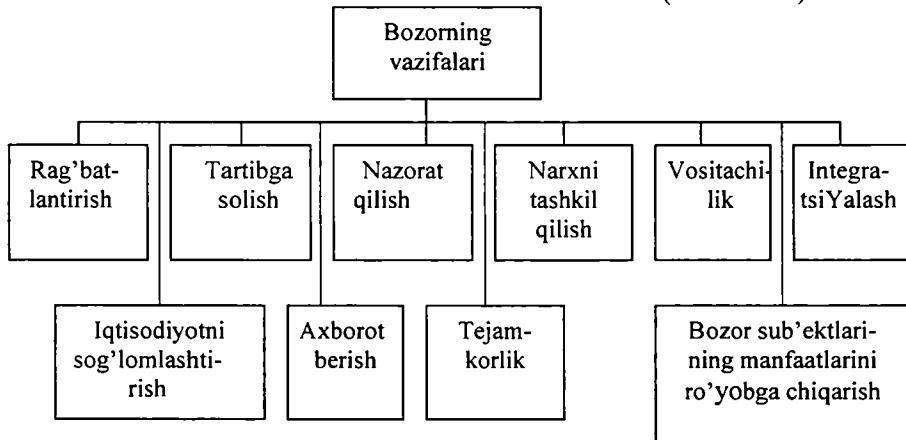 Bozorning
vazifalari
Rag’bat-
lantirish
Tartibga
solish
Nazorat
qilish
Narxni
tashkil
qilish
Vositachi-
lik
Integra-
tsiYalash
Iqtisodiyotni
sog’lomlashti-
rish
Axborot
berish
Tejam-
korlik
Bozor sub’ektlari-
ning manfaatlarini
ro’yobga chiqarish